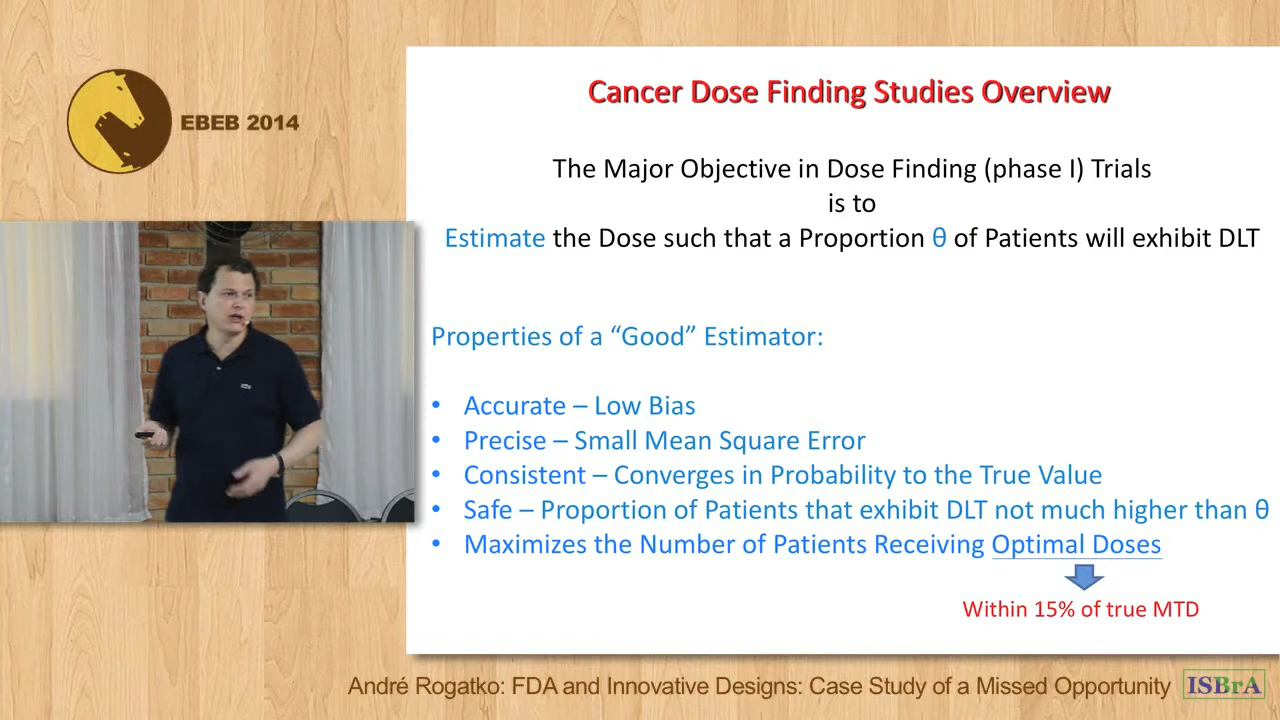 EBEB 2014
Cancer Dose Finding Studies Overview
The Major Objective in Dose Finding (phase I) Trials
is to
Estimate the Dose such that a Proportion θ of Patients will exhibit DLT
Properties of a “Good” Estimator:
• Accurate – Low Bias
• Precise – Small Mean Square Error
• Consistent – Converges in Probability to the True Value
• Safe – Proportion of Patients that exhibit DLT not much higher than θ
• Maximizes the Number of Patients Receiving Optimal Doses
Within 15% of true MTD
André Rogatko: FDA and Innovative Designs: Case Study of a Missed Opportunity
ISBrA